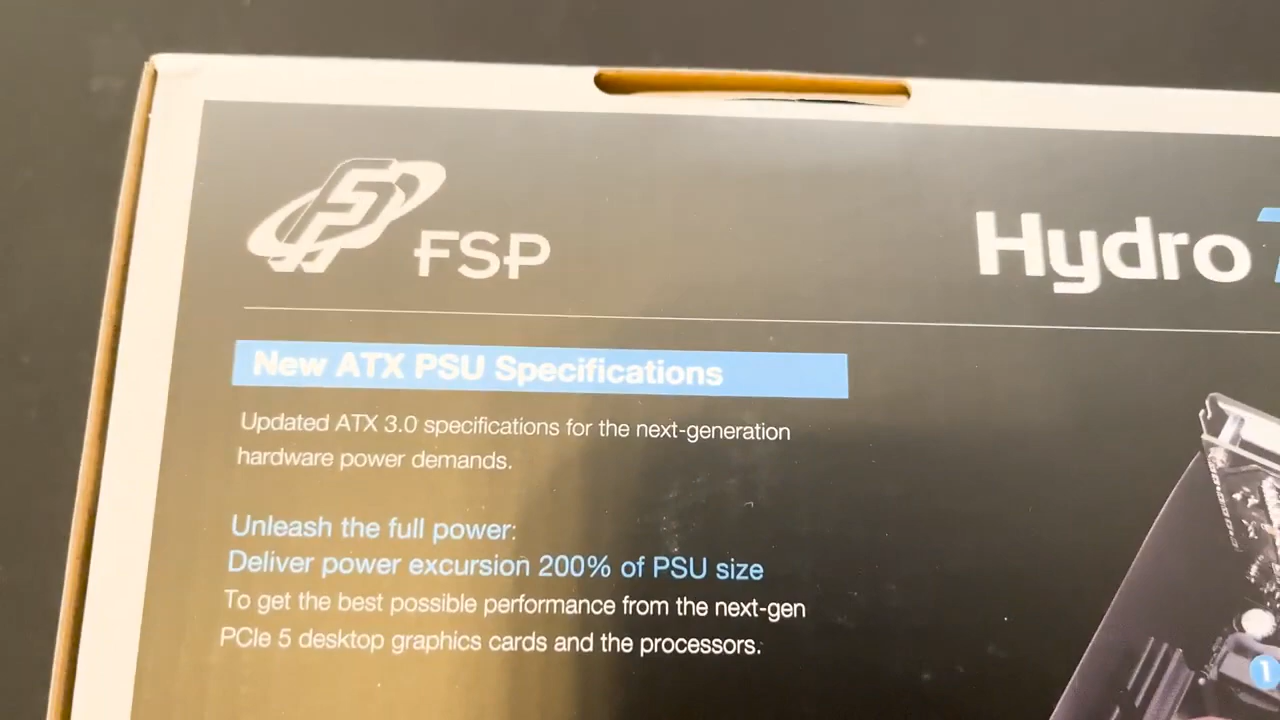 FSP
Hydro
New ATX PSU Specifications
Updated ATX 3.0 specifications for the next-generation
hardware power demands.
Unleash the full power:
Deliver power excursion 200% of PSU size
To get the best possible performance from the next-gen
PCIe 5 desktop graphics cards and the processors.
1